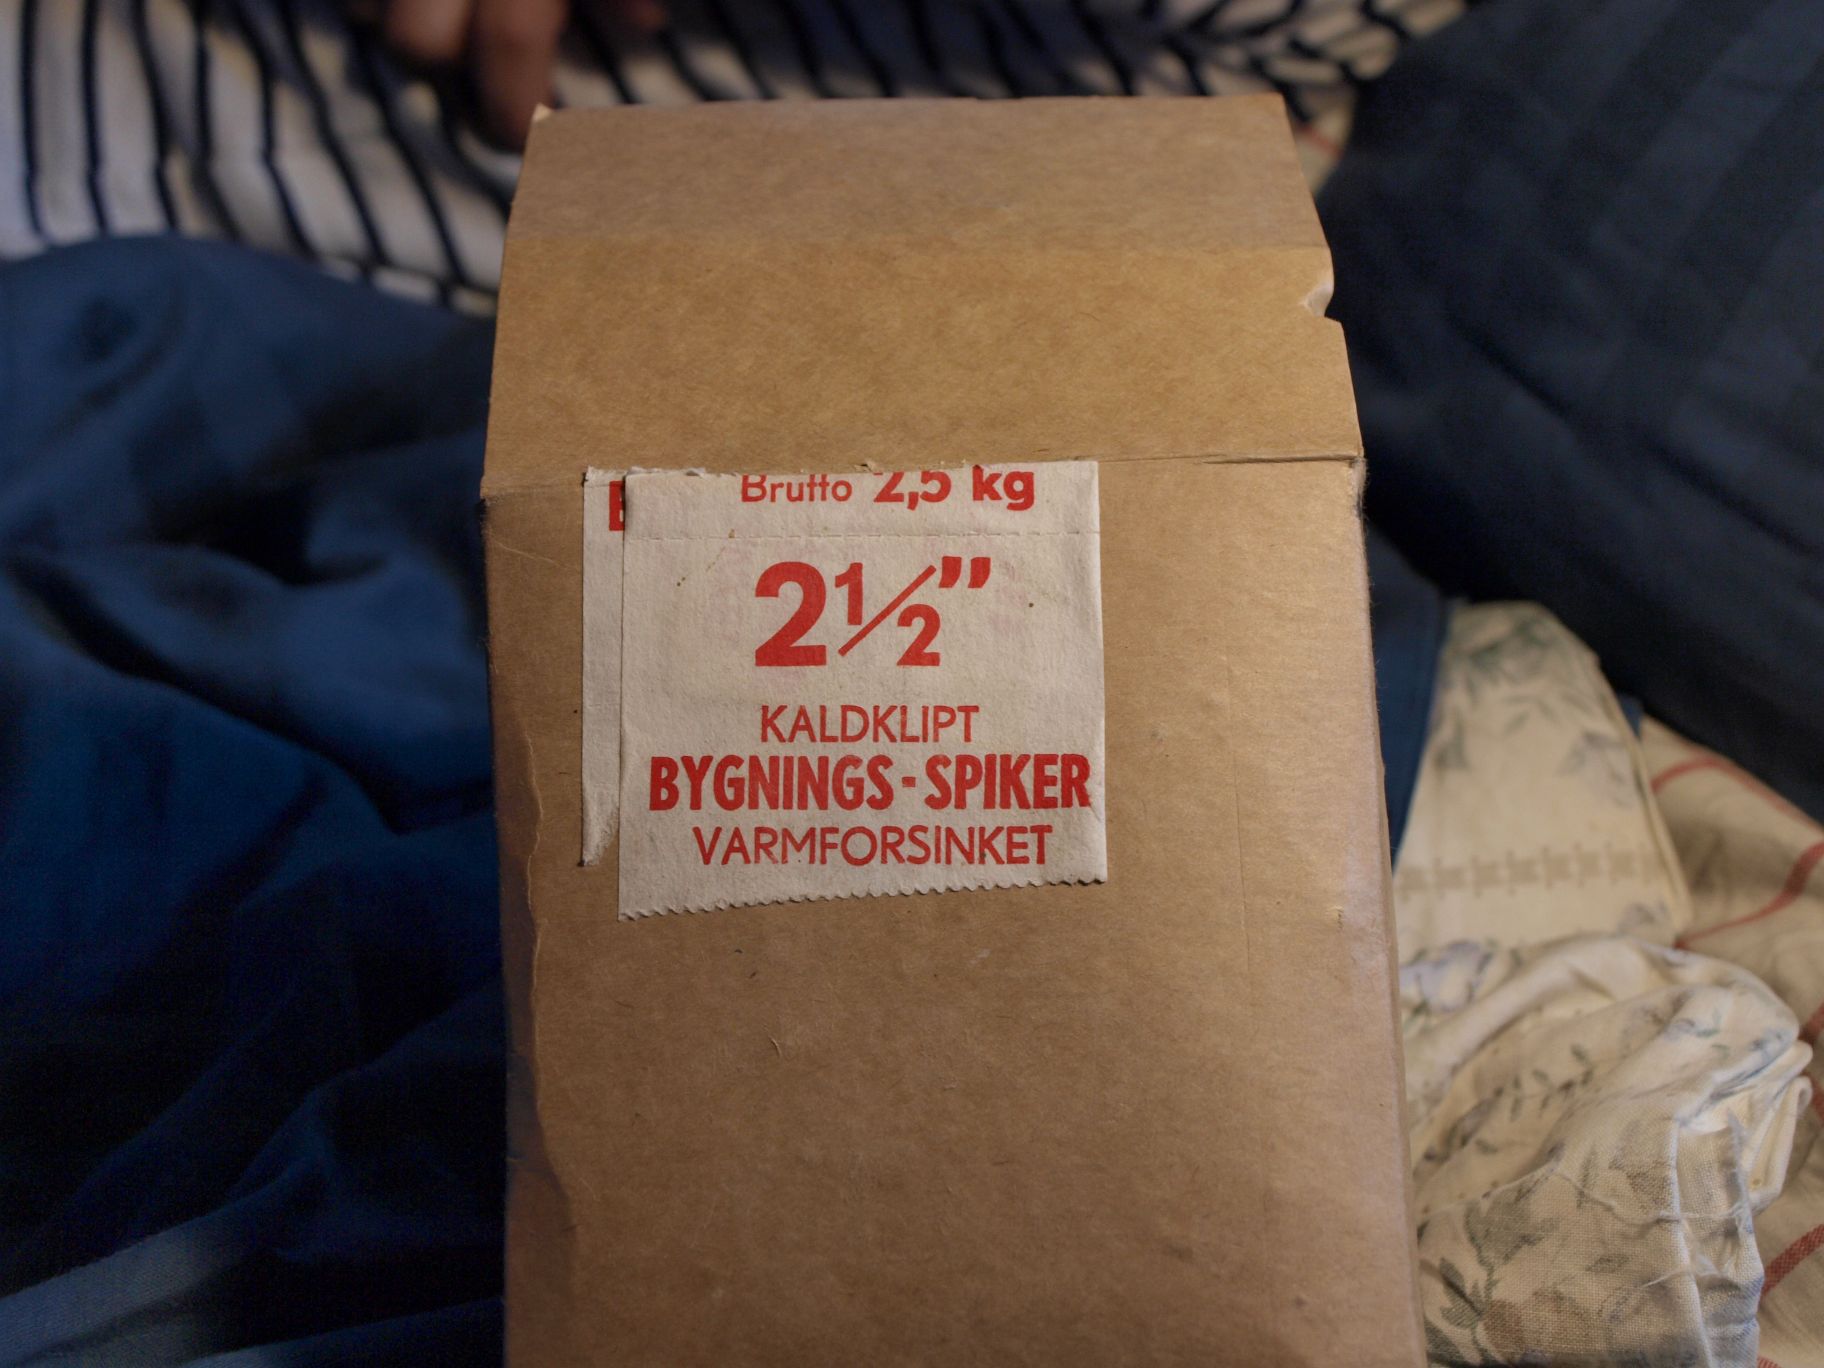 Brutto 2,5 kg
2½"
KALDKLIPT
BYGNINGS-SPIKER
VARMFORSINKET